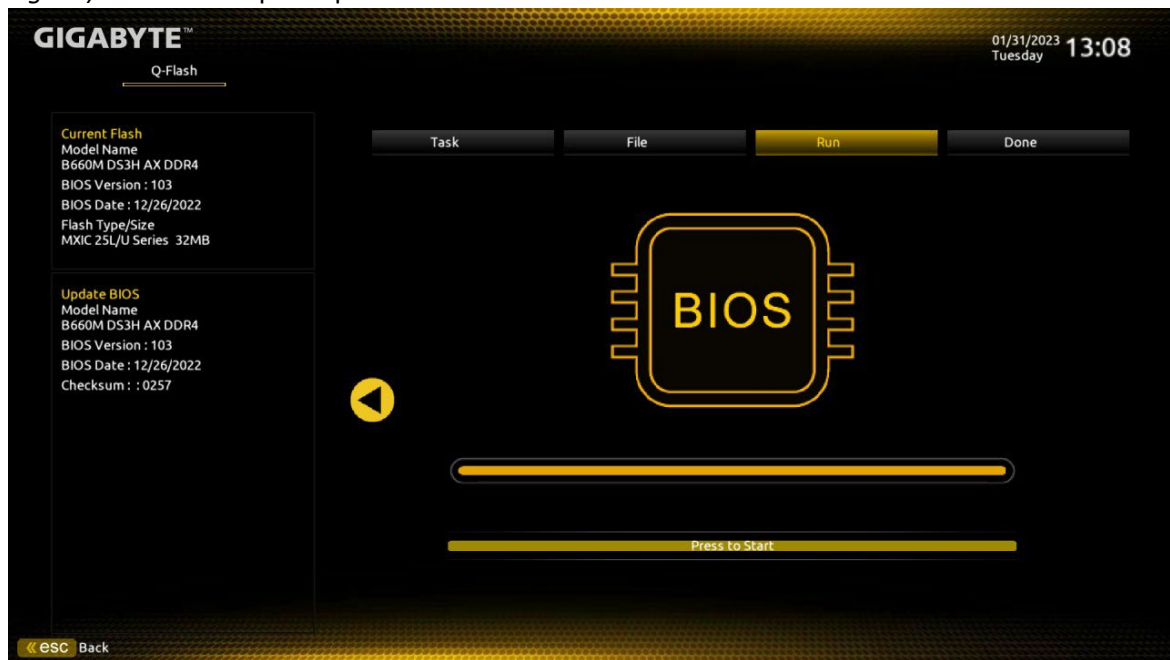 GIGABYTE™
01/31/2023 13:08
Tuesday
Q-Flash
Current Flash
Model Name
B660M DS3H AX DDR4
BIOS Version : 103
BIOS Date : 12/26/2022
Flash Type/Size
MXIC 25L/U Series 32MB
Update BIOS
Model Name
B660M DS3H AX DDR4
BIOS Version : 103
BIOS Date : 12/26/2022
Checksum : : 0257
Task File Run Done
BIOS
Press to Start
esc Back